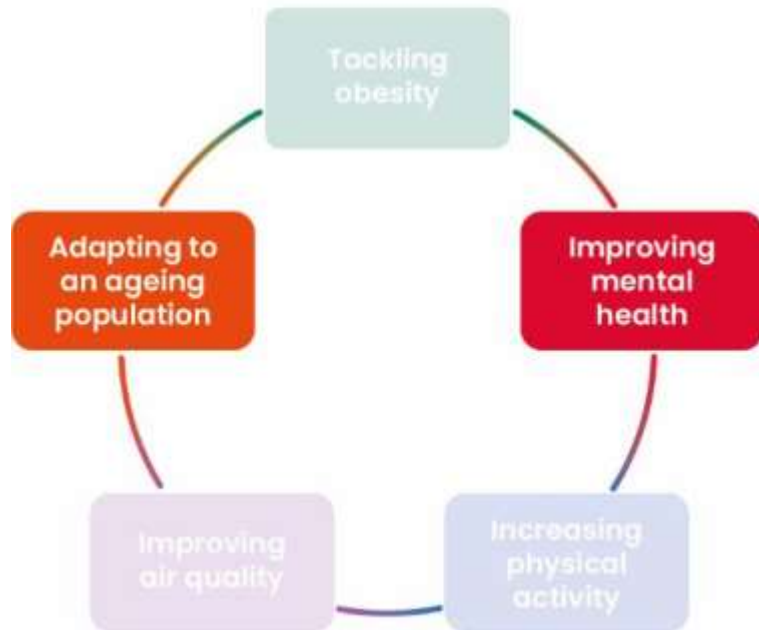 Tackling
obesity
Adapting to
an ageing
population
Improving
mental
health
Improving
air quality
Increasing
physical
activity